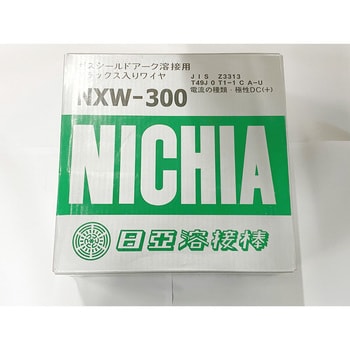 ガスシールドアーク溶接用
フラックス入りワイヤ
JIS Z3313
T49J 0 T1-1 C A-U
NXW-300
電流の種類・極性DC(+)
NICHIA
日亜溶接棒